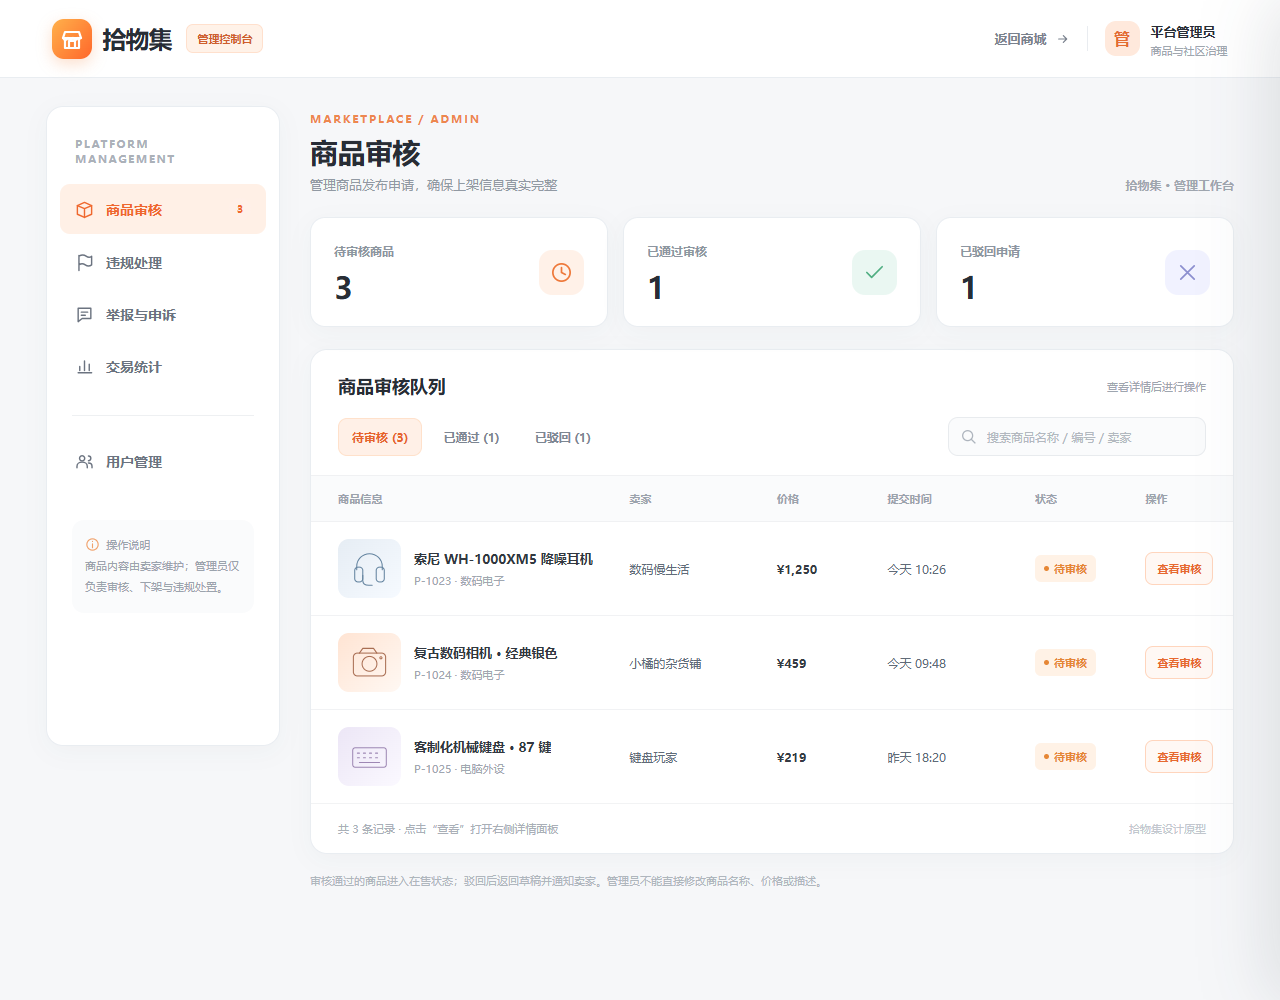 拾物集
管理控制台
返回商城 →
管
平台管理员
商品与社区治理
PLATFORM
MANAGEMENT
商品审核 3
违规处理
举报与申诉
交易统计
用户管理
操作说明
商品内容由卖家维护；管理员仅
负责审核、下架与违规处置。
MARKETPLACE / ADMIN
商品审核
管理商品发布申请，确保上架信息真实完整
拾物集 • 管理工作台
待审核商品
3
已通过审核
1
已驳回申请
1
商品审核队列
查看详情后进行操作
待审核 (3) 已通过 (1) 已驳回 (1)
搜索商品名称 / 编号 / 卖家
商品信息 卖家 价格 提交时间 状态 操作
索尼 WH-1000XM5 降噪耳机
P-1023 · 数码电子
数码慢生活 ¥1,250 今天 10:26 待审核 查看审核
复古数码相机 • 经典银色
P-1024 · 数码电子
小橘的杂货铺 ¥459 今天 09:48 待审核 查看审核
客制化机械键盘 • 87 键
P-1025 · 电脑外设
键盘玩家 ¥219 昨天 18:20 待审核 查看审核
共 3 条记录 · 点击“查看”打开右侧详情面板
拾物集设计原型
审核通过的商品进入在售状态；驳回后返回草稿并通知卖家。管理员不能直接修改商品名称、价格或描述。